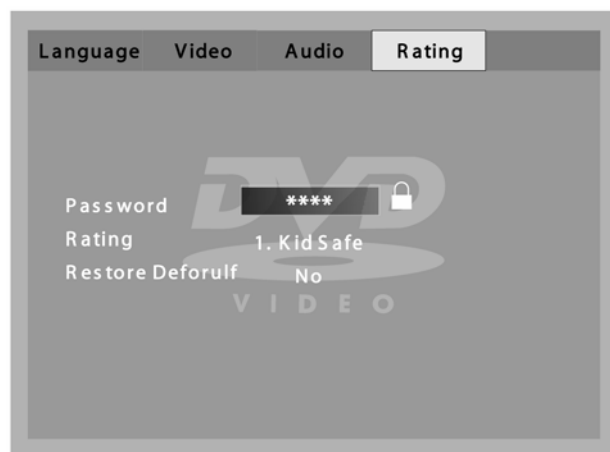 Language Video Audio Rating
DVD
Password ****
Rating 1. Kid Safe
Restore Deforulf No
VIDEO